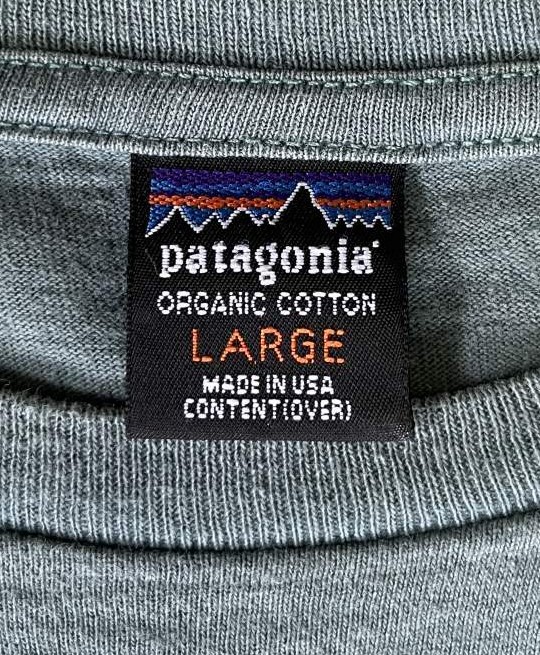 patagonia®
ORGANIC COTTON
LARGE
MADE IN USA
CONTENT(OVER)